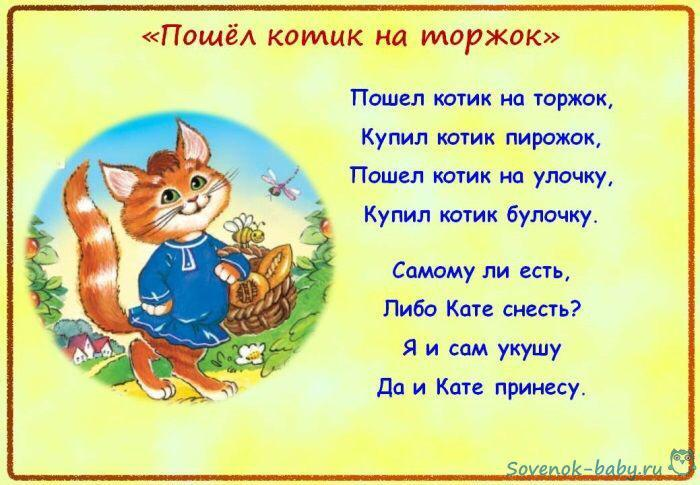 «Пошёл котик на торжок»
Пошел котик на торжок,
Купил котик пирожок,
Пошел котик на улочку,
Купил котик булочку.
Самому ли есть,
Либо Кате снесть?
Я и сам укушу
Да и Кате принесу.
Sovenok-baby.ru